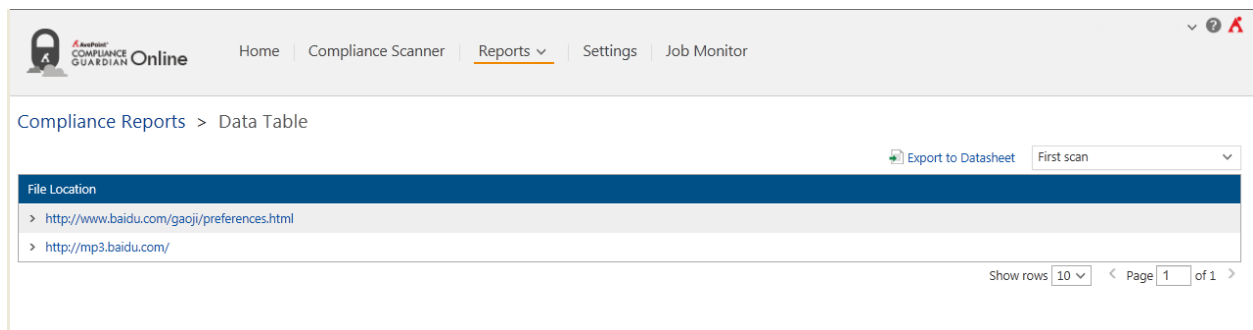 AvePoint
COMPLIANCE
GUARDIAN Online
Home Compliance Scanner Reports Settings Job Monitor
Compliance Reports > Data Table
Export to Datasheet First scan
File Location
> http://www.baidu.com/gaoji/preferences.html
> http://mp3.baidu.com/
Show rows 10 < Page 1 of 1 >